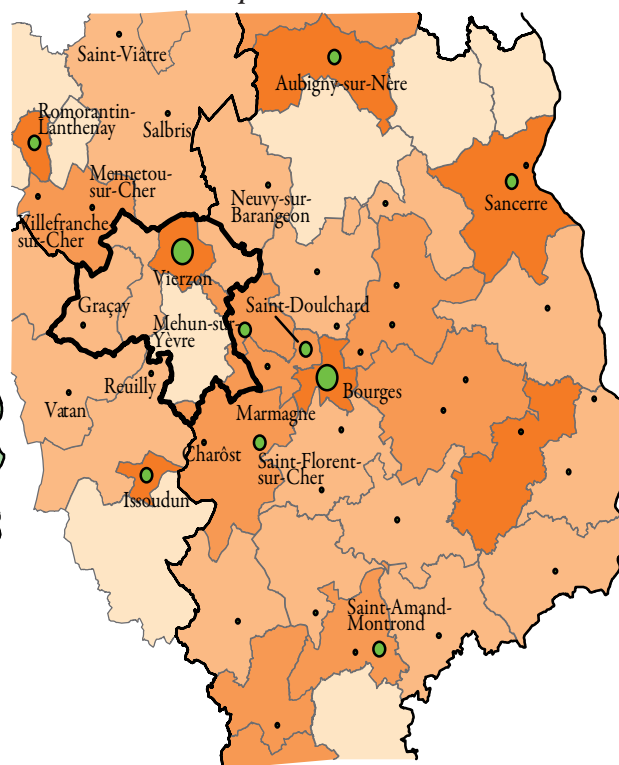 Saint-Viâtre
Aubigny-sur-Nère
Romorantin-
Lanthenay
Salbris
Mennetou-
sur-Cher
Neuvy-sur-
Barangeon
Sancerre
Villefranche-
sur-Cher
Vierzon
Graçay
Saint-Doulchard
Mehun-sur-
Yèvre
Reuilly
Bourges
Vatan
Marmagne
Charôst
Saint-Florent-
sur-Cher
Issoudun
Saint-Amand-
Montrond